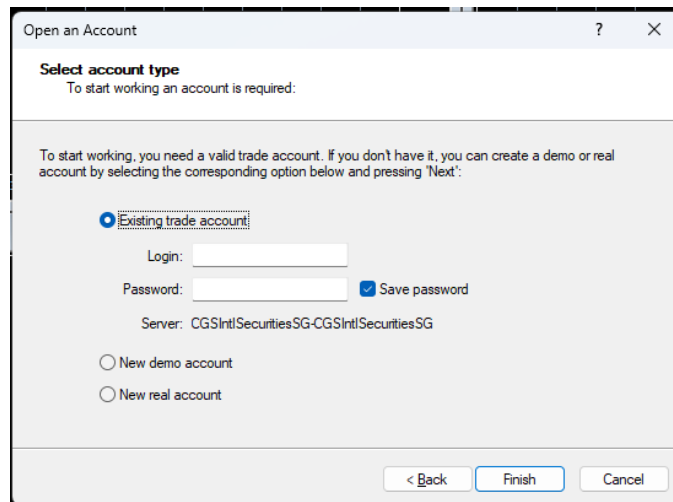 Open an Account
?
Select account type
To start working an account is required:
To start working, you need a valid trade account. If you don't have it, you can create a demo or real
account by selecting the corresponding option below and pressing 'Next':
Existing trade account
Login:
Password:
Save password
Server: CGSIntlSecuritiesSG-CGSIntlSecuritiesSG
New demo account
New real account
< Back
Finish
Cancel